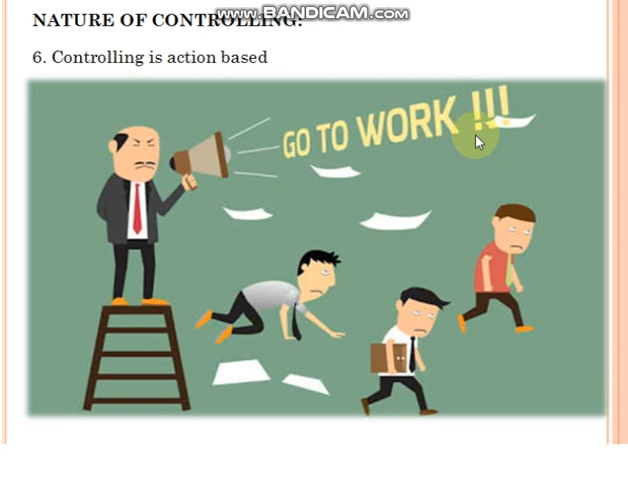 www.BANDICAM.com
NATURE OF CONTROLLING:
6. Controlling is action based
GO TO WORK !!!